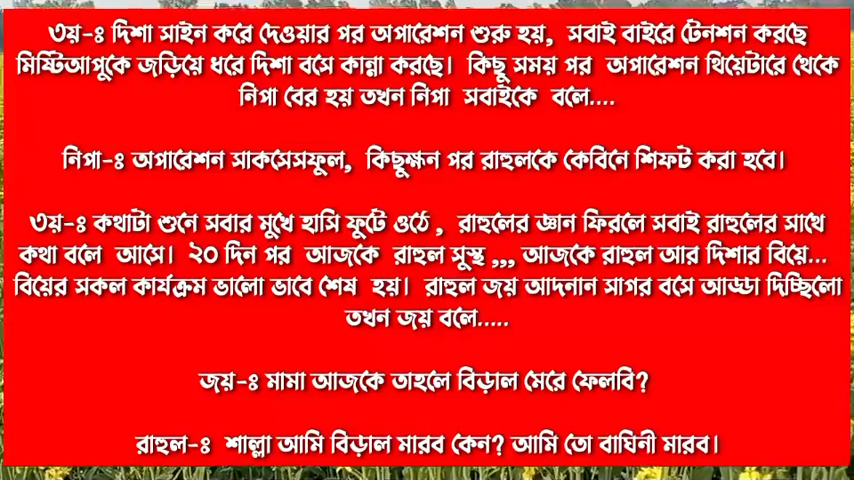 ৩য়-ঃ দিশা সাইন করে দেওয়ার পর অপারেশন শুরু হয়, সবাই বাইরে টেনশন করছে
মিষ্টিআপুকে জড়িয়ে ধরে দিশা বসে কান্না করছে। কিছু সময় পর অপারেশন থিয়েটারে থেকে
নিপা বের হয় তখন নিপা সবাইকে বলে....
নিপা-ঃ অপারেশন সাকসেসফুল, কিছুক্ষন পর রাহুলকে কেবিনে শিফট করা হবে।
৩য়-ঃ কথাটা শুনে সবার মুখে হাসি ফুটে ওঠে, রাহুলের জ্ঞান ফিরলে সবাই রাহুলের সাথে
কথা বলে আসে। ২০ দিন পর আজকে রাহুল সুস্থ ,,, আজকে রাহুল আর দিশার বিয়ে...
বিয়ের সকল কার্যক্রম ভালো ভাবে শেষ হয়। রাহুল জয় আদনান সাগর বসে আড্ডা দিচ্ছিলো
তখন জয় বলে.....
জয়-ঃ মামা আজকে তাহলে বিড়াল মেরে ফেলবি?
রাহুল-ঃ শাল্লা আমি বিড়াল মারব কেন? আমি তো বাঘিনী মারব।